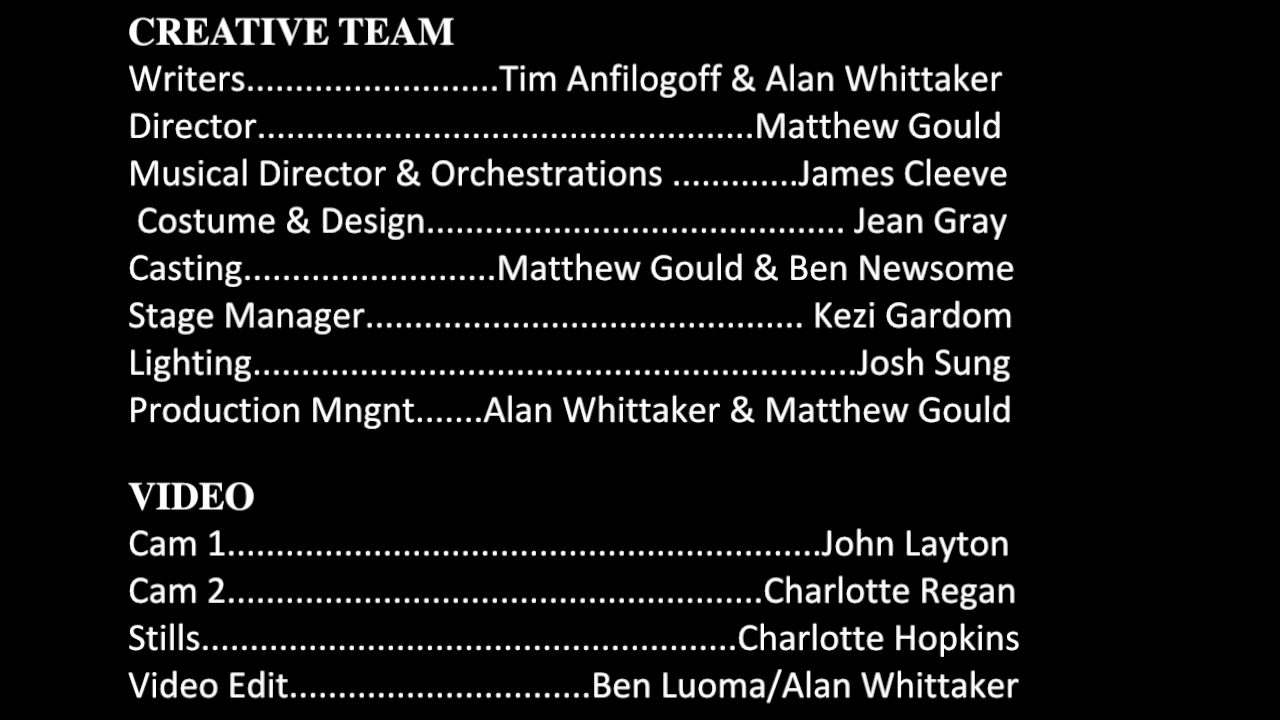 CREATIVE TEAM
Writers..........................Tim Anfilogoff & Alan Whittaker
Director...................................................Matthew Gould
Musical Director & Orchestrations .............James Cleeve
Costume & Design........................................... Jean Gray
Casting..........................Matthew Gould & Ben Newsome
Stage Manager............................................. Kezi Gardom
Lighting..............................................................Josh Sung
Production Mngnt.......Alan Whittaker & Matthew Gould
VIDEO
Cam 1.............................................................John Layton
Cam 2.......................................................Charlotte Regan
Stills.......................................................Charlotte Hopkins
Video Edit...............................Ben Luoma/Alan Whittaker